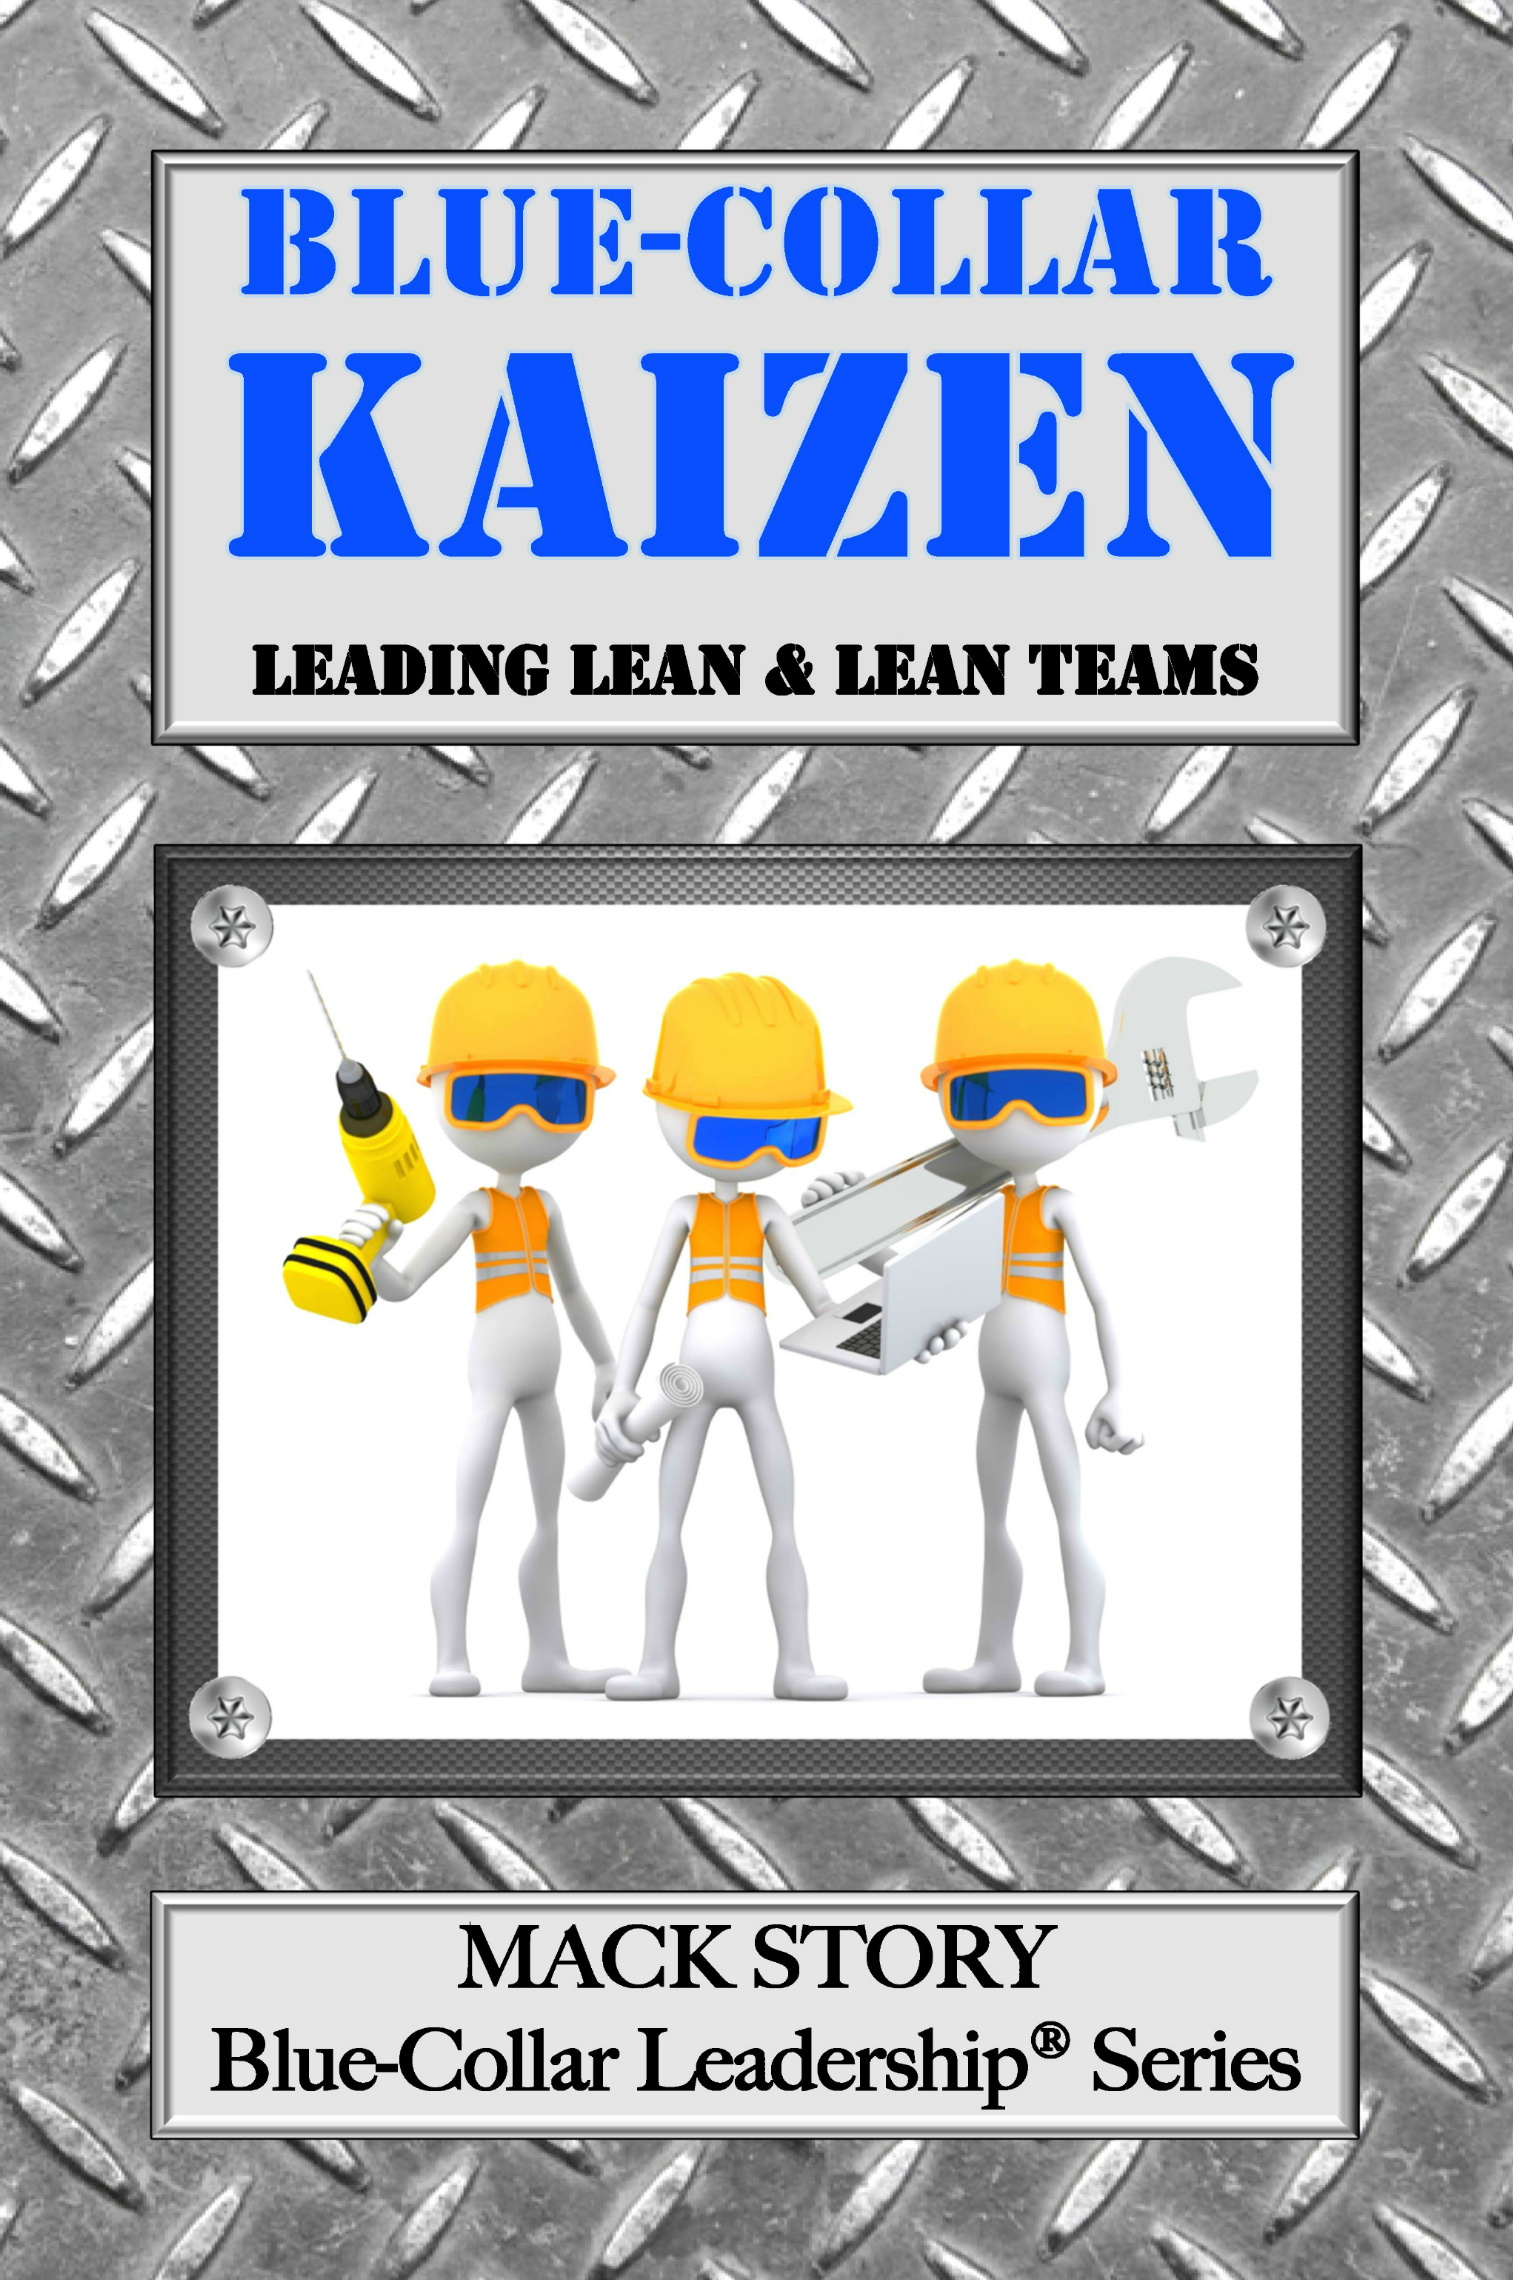 BLUE-COLLAR
KAIZEN
LEADING LEAN & LEAN TEAMS
MACK STORY
Blue-Collar Leadership® Series